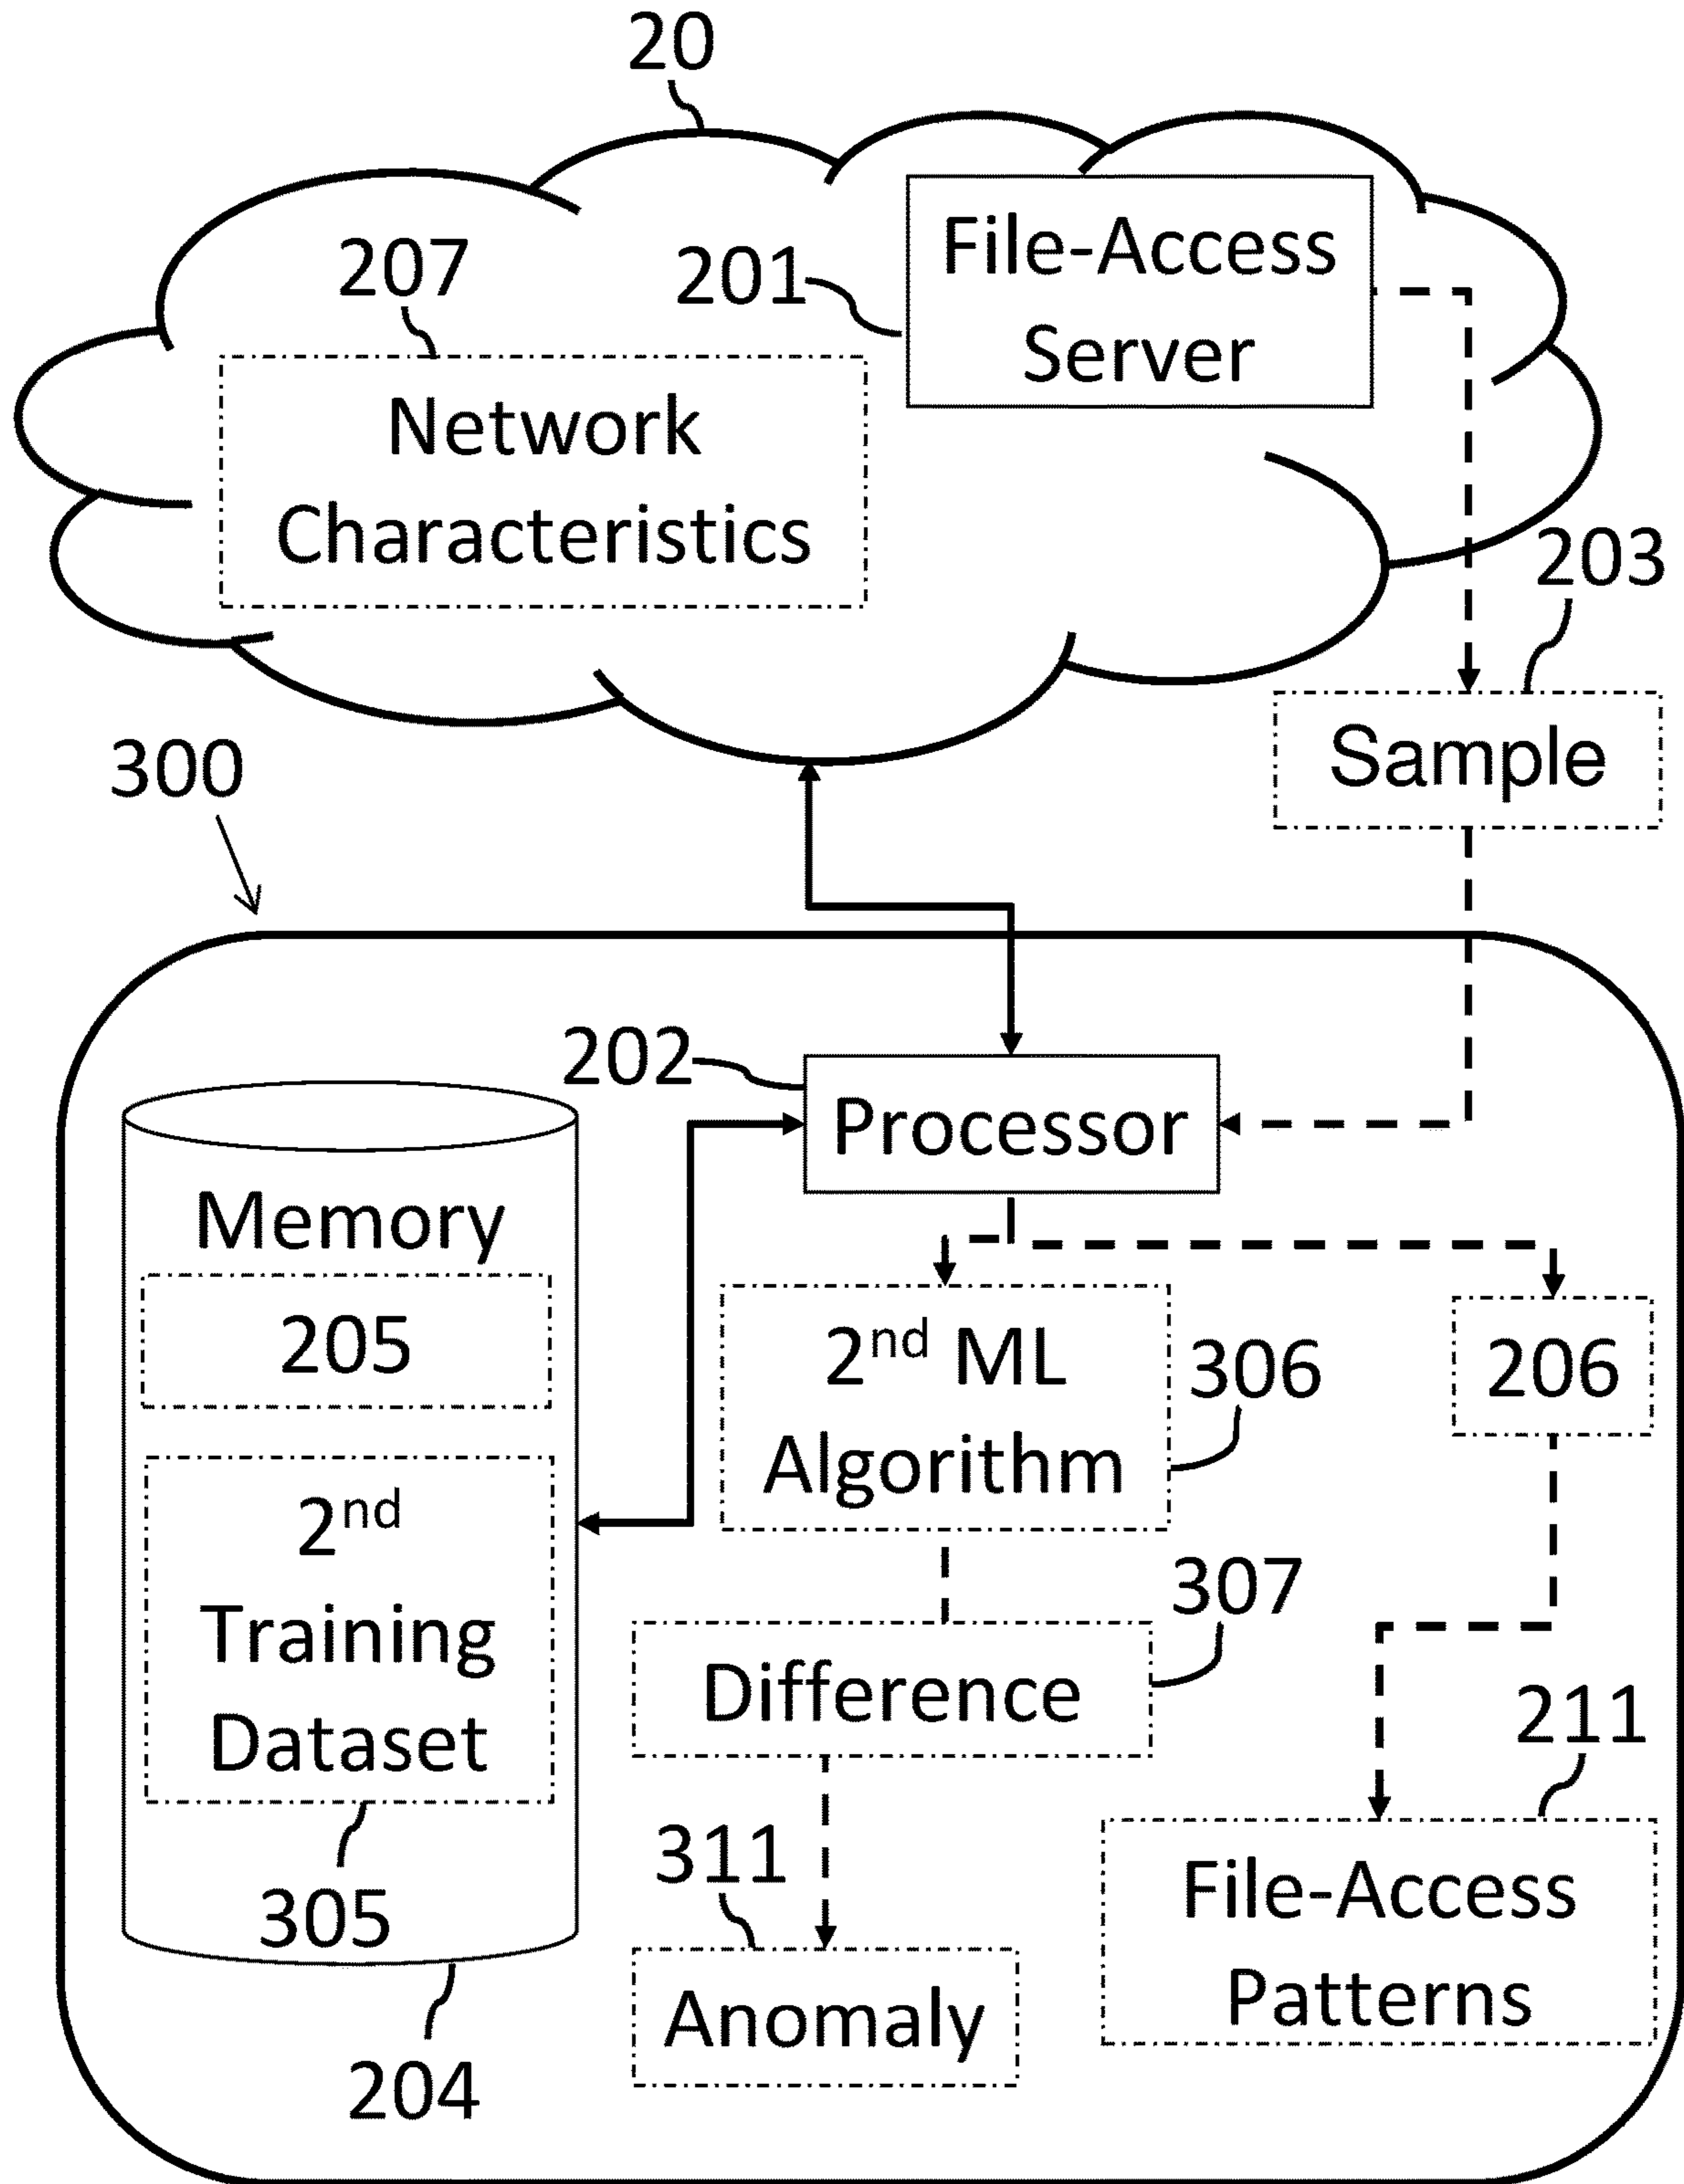 20
207
201
File-Access
Server
Network
Characteristics
203
Sample
300
202
Processor
Memory
205
2nd ML
Algorithm
306
206
2nd
Training
Dataset
307
Difference
211
305
311
File-Access
Patterns
Anomaly
204